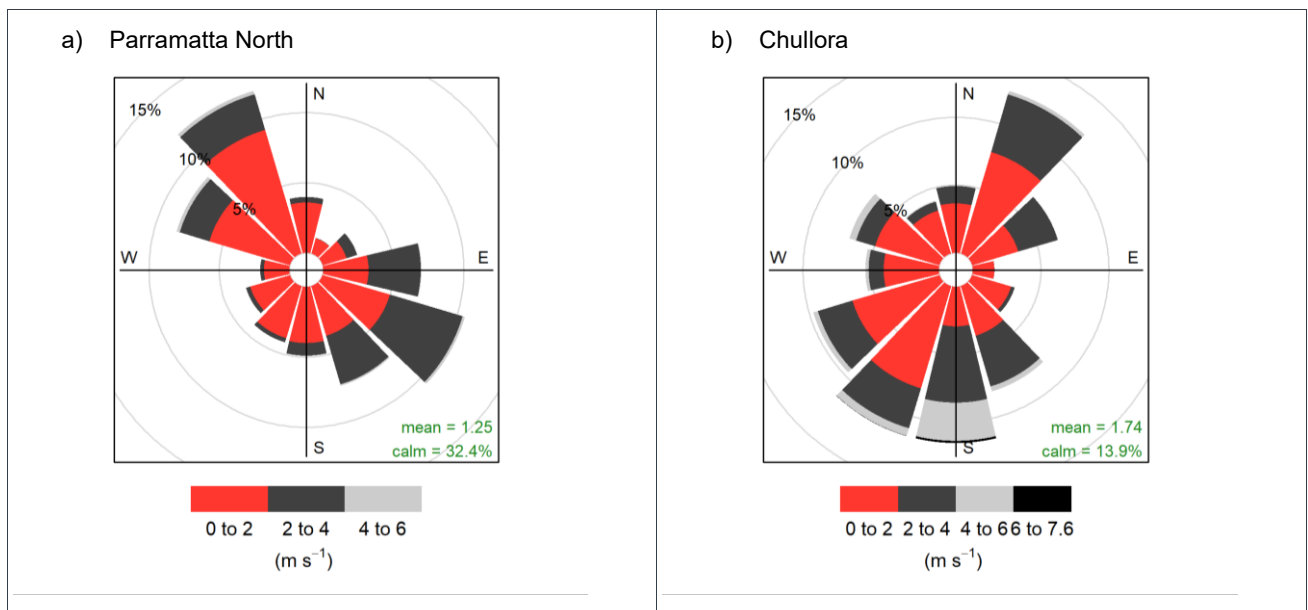 a) Parramatta North
N
15%
10%
5%
W
E
S
mean = 1.25
calm = 32.4%
0 to 2 2 to 4 4 to 6
(m s⁻¹)
b) Chullora
N
15%
10%
5%
W
E
S
mean = 1.74
calm = 13.9%
0 to 2 2 to 4 4 to 6 6 to 7.6
(m s⁻¹)